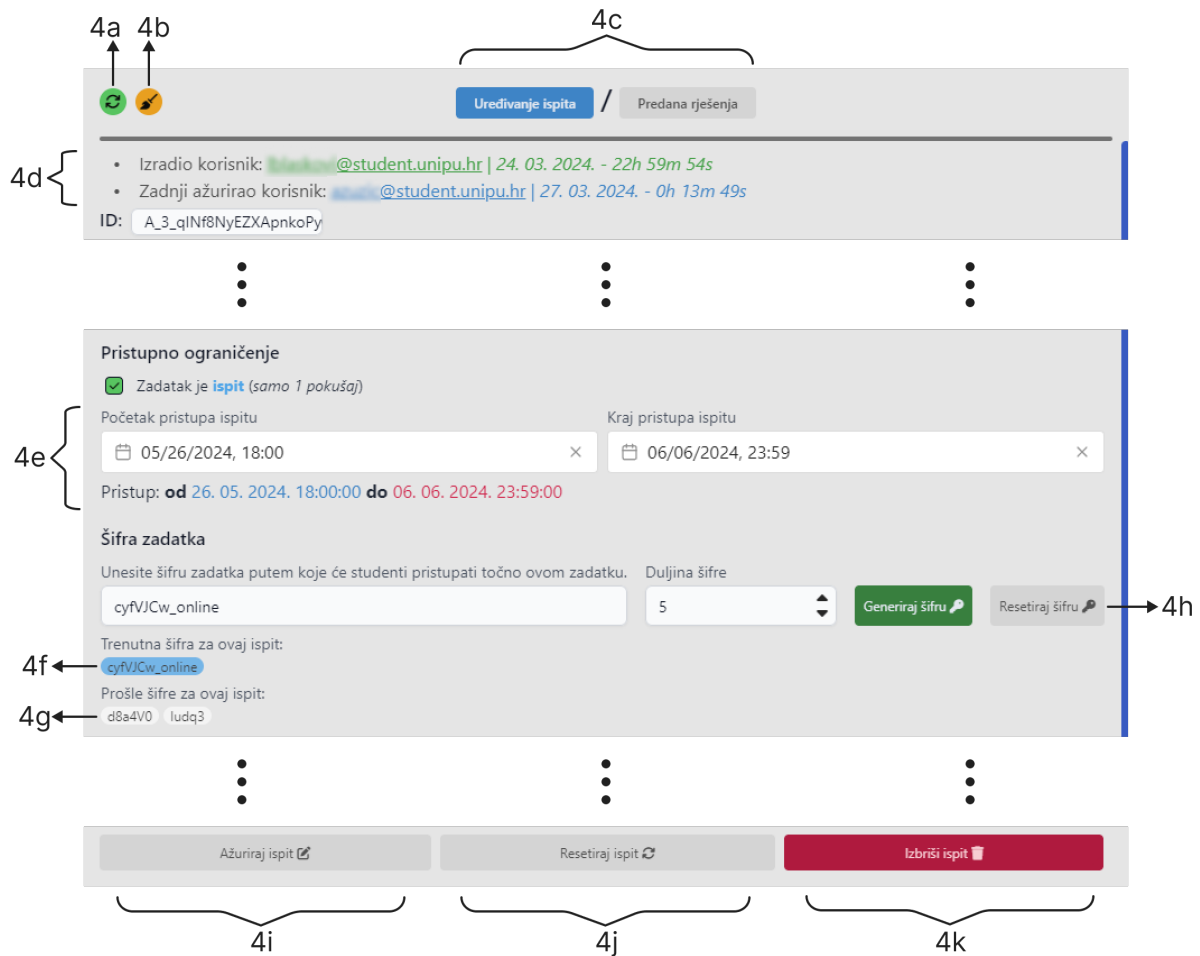 4a 4b 4c
Uređivanje ispita / Predana rješenja
4d
• Izradio korisnik: @student.unipu.hr | 24. 03. 2024. - 22h 59m 54s
• Zadnji ažurirao korisnik: @student.unipu.hr | 27. 03. 2024. - 0h 13m 49s
ID: A_3_qINf8NyEZXApnkoPy
Pristupno ograničenje
Zadatak je ispit (samo 1 pokušaj)
4e
Početak pristupa ispitu Kraj pristupa ispitu
05/26/2024, 18:00 06/06/2024, 23:59
Pristup: od 26. 05. 2024. 18:00:00 do 06. 06. 2024. 23:59:00
Šifra zadatka
Unesite šifru zadatka putem koje će studenti pristupati točno ovom zadatku. Duljina šifre
cyfVJCw_online 5 Generiraj šifru Resetiraj šifru 4h
Trenutna šifra za ovaj ispit:
4f cyfVJCw_online
Prošle šifre za ovaj ispit:
4g d8a4V0 ludq3
Ažuriraj ispit Resetiraj ispit Izbriši ispit
4i 4j 4k